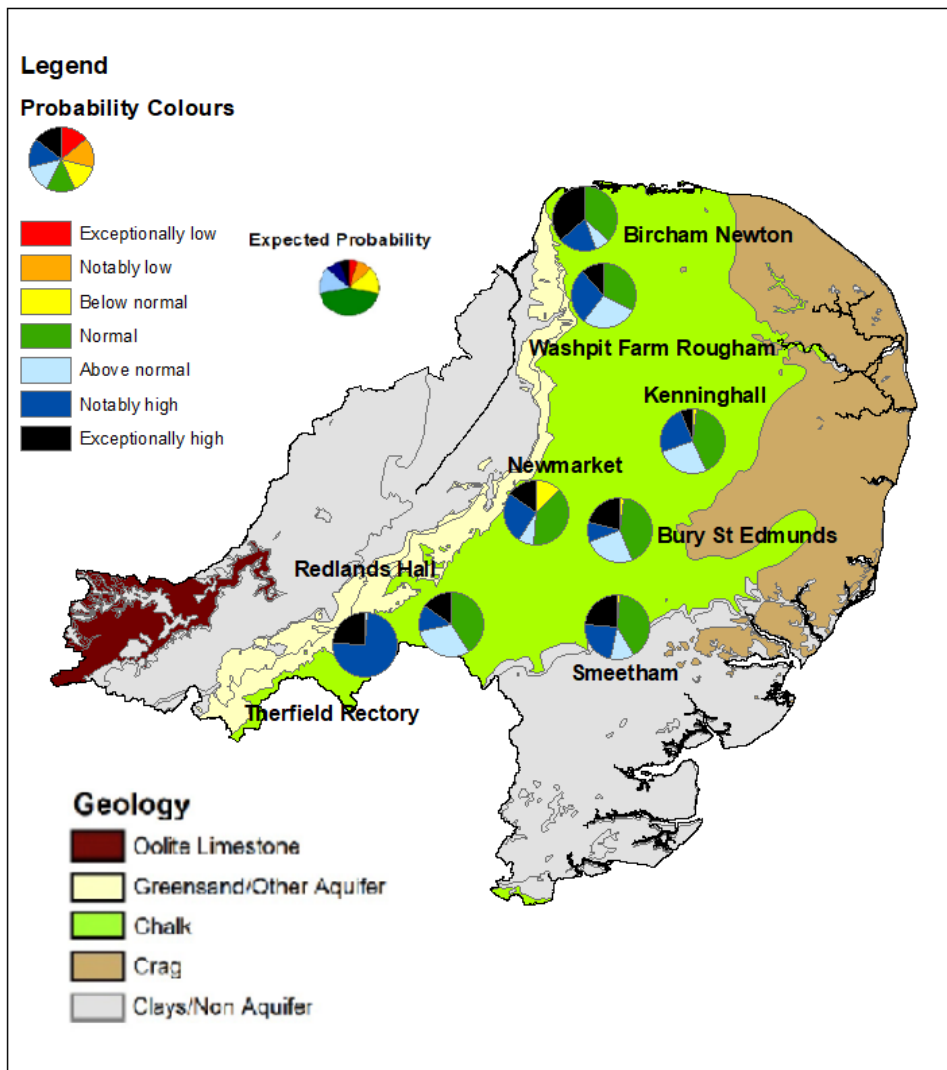 Legend
Probability Colours
Exceptionally low
Notably low
Below normal
Normal
Above normal
Notably high
Exceptionally high
Expected Probability
Bircham Newton
Washpit Farm Rougham
Kenninghall
Newmarket
Bury St Edmunds
Redlands Hall
Smeetham
Therfield Rectory
Geology
Oolite Limestone
Greensand/Other Aquifer
Chalk
Crag
Clays/Non Aquifer